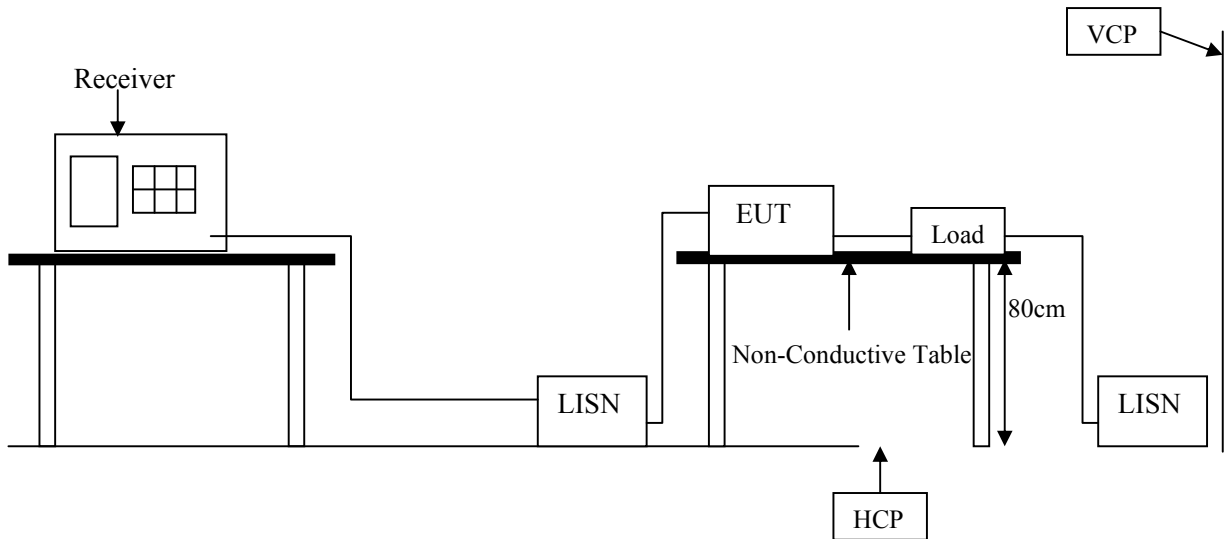 VCP
Receiver
EUT
Load
80cm
Non-Conductive Table
LISN
LISN
HCP